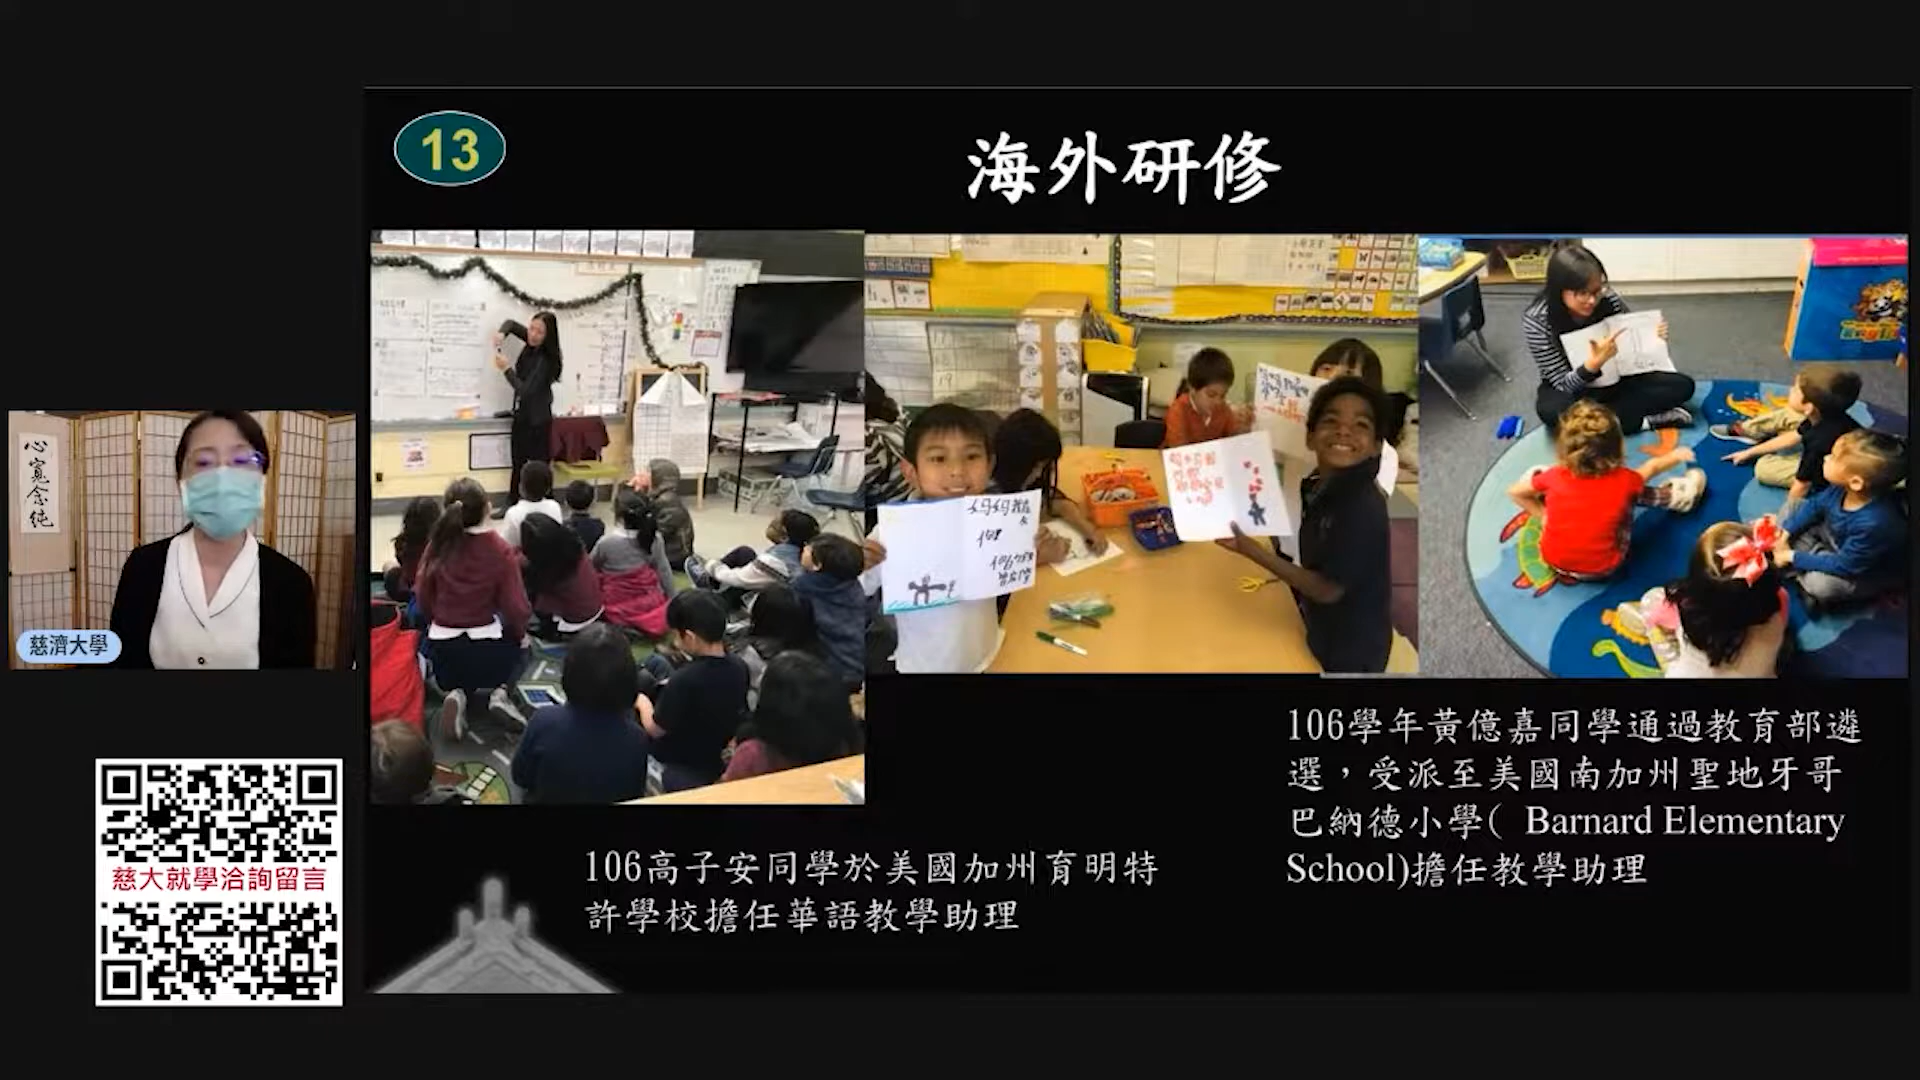 13
海外研修
心寬念純
慈濟大學
慈大就學洽詢留言
106高子安同學於美國加州育明特
許學校擔任華語教學助理
106學年黃億嘉同學通過教育部遴
選，受派至美國南加州聖地牙哥
巴納德小學( Barnard Elementary
School)擔任教學助理